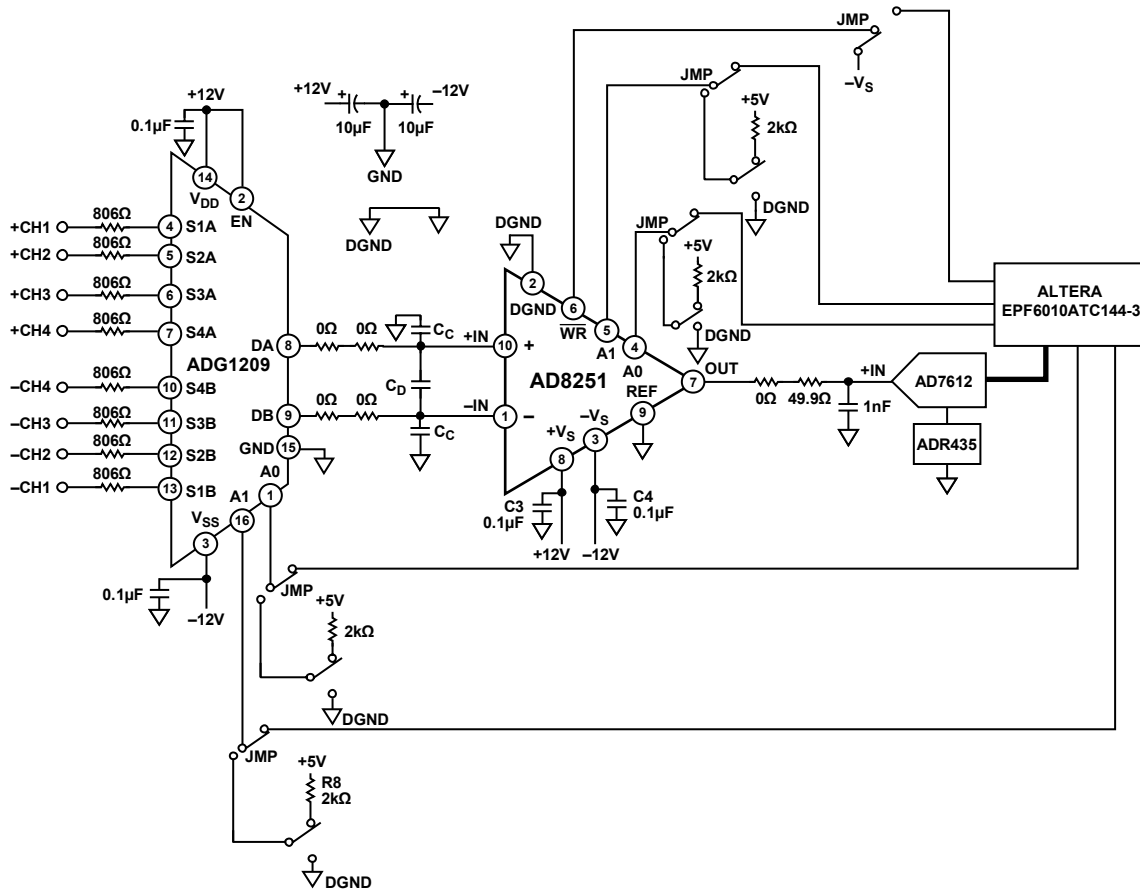 JMP
–VS
JMP
+5V
2kΩ
DGND
+12V
0.1µF
+12V
+
10µF
+
10µF
–12V
GND
DGND
14
VDD
2
EN
+CH1
806Ω
4
S1A
+CH2
806Ω
5
S2A
+CH3
806Ω
6
S3A
+CH4
806Ω
7
S4A
–CH4
806Ω
10
S4B
–CH3
806Ω
11
S3B
–CH2
806Ω
12
S2B
–CH1
806Ω
13
S1B
ADG1209
DA
8
0Ω
0Ω
DB
9
0Ω
0Ω
GND
15
A0
1
A1
16
VSS
3
0.1µF
–12V
CC
CD
CC
+IN
10
+
–IN
1
–
DGND
2
DGND
6
WR
5
A1
4
A0
AD8251
7
OUT
REF
9
–VS
3
+VS
8
C3
0.1µF
+12V
–12V
C4
0.1µF
JMP
+5V
2kΩ
DGND
0Ω
49.9Ω
+IN
1nF
AD7612
ADR435
ALTERA
EPF6010ATC144-3
JMP
+5V
2kΩ
DGND
JMP
+5V
R8
2kΩ
DGND